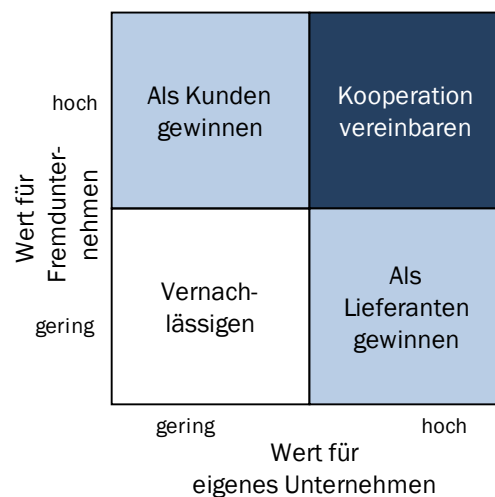 Wert für
Fremdunter-
nehmen
hoch
Als Kunden
gewinnen
Kooperation
vereinbaren
gering
Vernach-
lässigen
Als
Lieferanten
gewinnen
gering
hoch
Wert für
eigenes Unternehmen